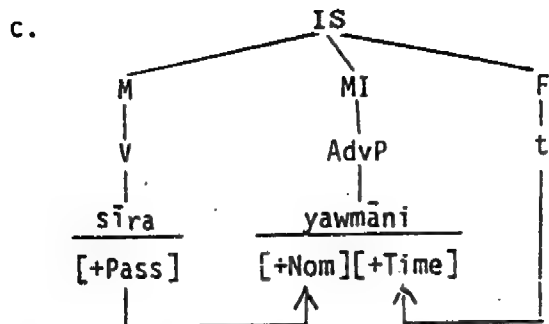 c. IS
M MI F
V AdvP t
sīra yawmāni
[+Pass] [+Nom][+Time]